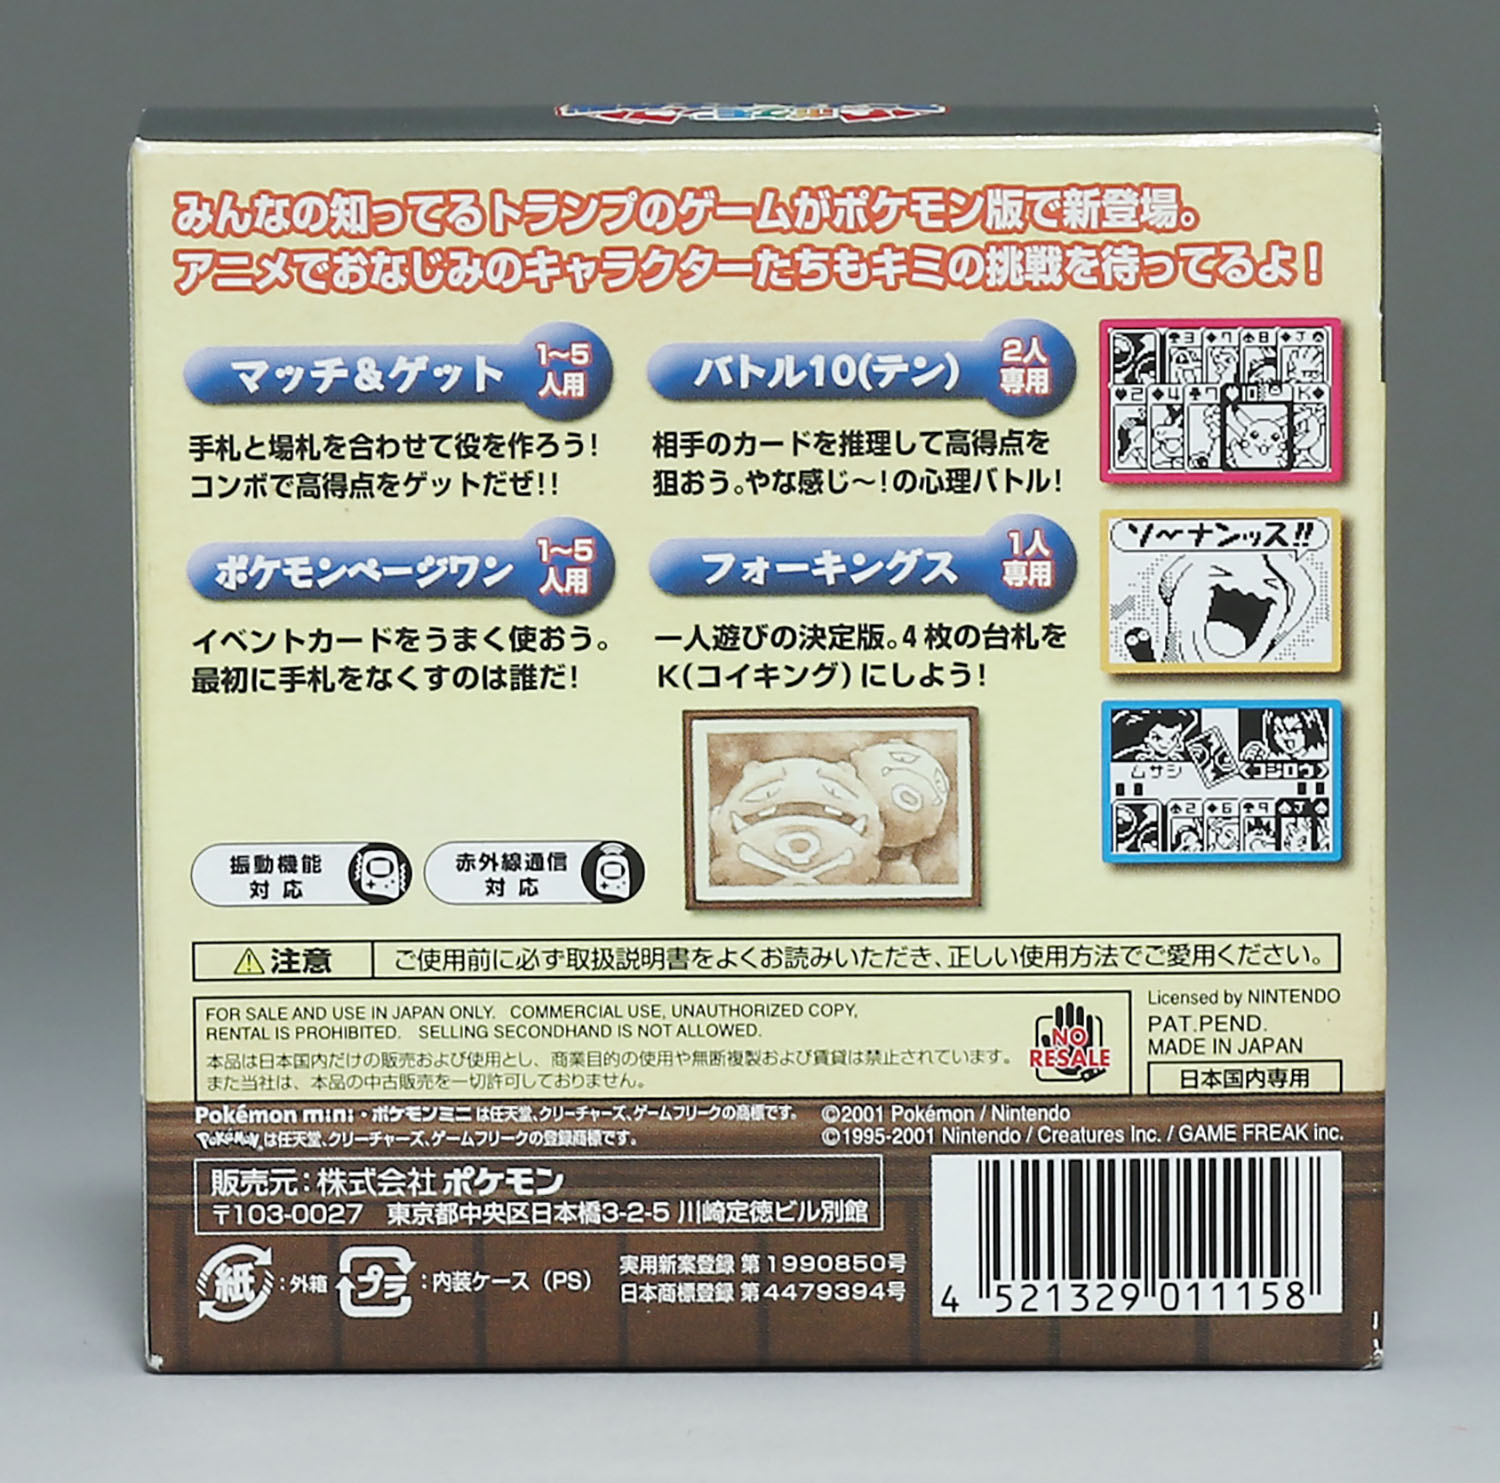 みんなの知ってるトランプのゲームがポケモン版で新登場。
アニメでおなじみのキャラクターたちもキミの挑戦を待ってるよ！
マッチ&ゲット
1〜5
人用
手札と場札を合わせて役を作ろう！
コンボで高得点をゲットだぜ!!
バトル10(テン)
2人
専用
相手のカードを推理して高得点を
狙おう。やな感じ〜！の心理バトル！
ポケモンページワン
1〜5
人用
イベントカードをうまく使おう。
最初に手札をなくすのは誰だ！
フォーキングス
1人
専用
一人遊びの決定版。4枚の台札を
K(コイキング)にしよう！
3 7 8 J
2 4 7 10 K
ソ〜ナンッス!!
ムサシ
コジロウ
2 6 9 J
振動機能
対応
赤外線通信
対応
注意
ご使用前に必ず取扱説明書をよくお読みいただき、正しい使用方法でご愛用ください。
FOR SALE AND USE IN JAPAN ONLY. COMMERCIAL USE, UNAUTHORIZED COPY,
RENTAL IS PROHIBITED. SELLING SECONDHAND IS NOT ALLOWED.
本品は日本国内だけの販売および使用とし、商業目的の使用や無断複製および賃貸は禁止されています。
また当社は、本品の中古販売を一切許可しておりません。
NO
RESALE
Licensed by NINTENDO
PAT.PEND.
MADE IN JAPAN
日本国内専用
Pokémon mini・ポケモンミニは任天堂、クリーチャーズ、ゲームフリークの商標です。
POKéMONは任天堂、クリーチャーズ、ゲームフリークの登録商標です。
©2001 Pokémon / Nintendo
©1995-2001 Nintendo / Creatures Inc. / GAME FREAK inc.
販売元：株式会社ポケモン
〒103-0027 東京都中央区日本橋3-2-5 川崎定徳ビル別館
紙：外箱
プラ：内装ケース（PS）
実用新案登録 第1990850号
日本商標登録 第4479394号
4 521329 011158